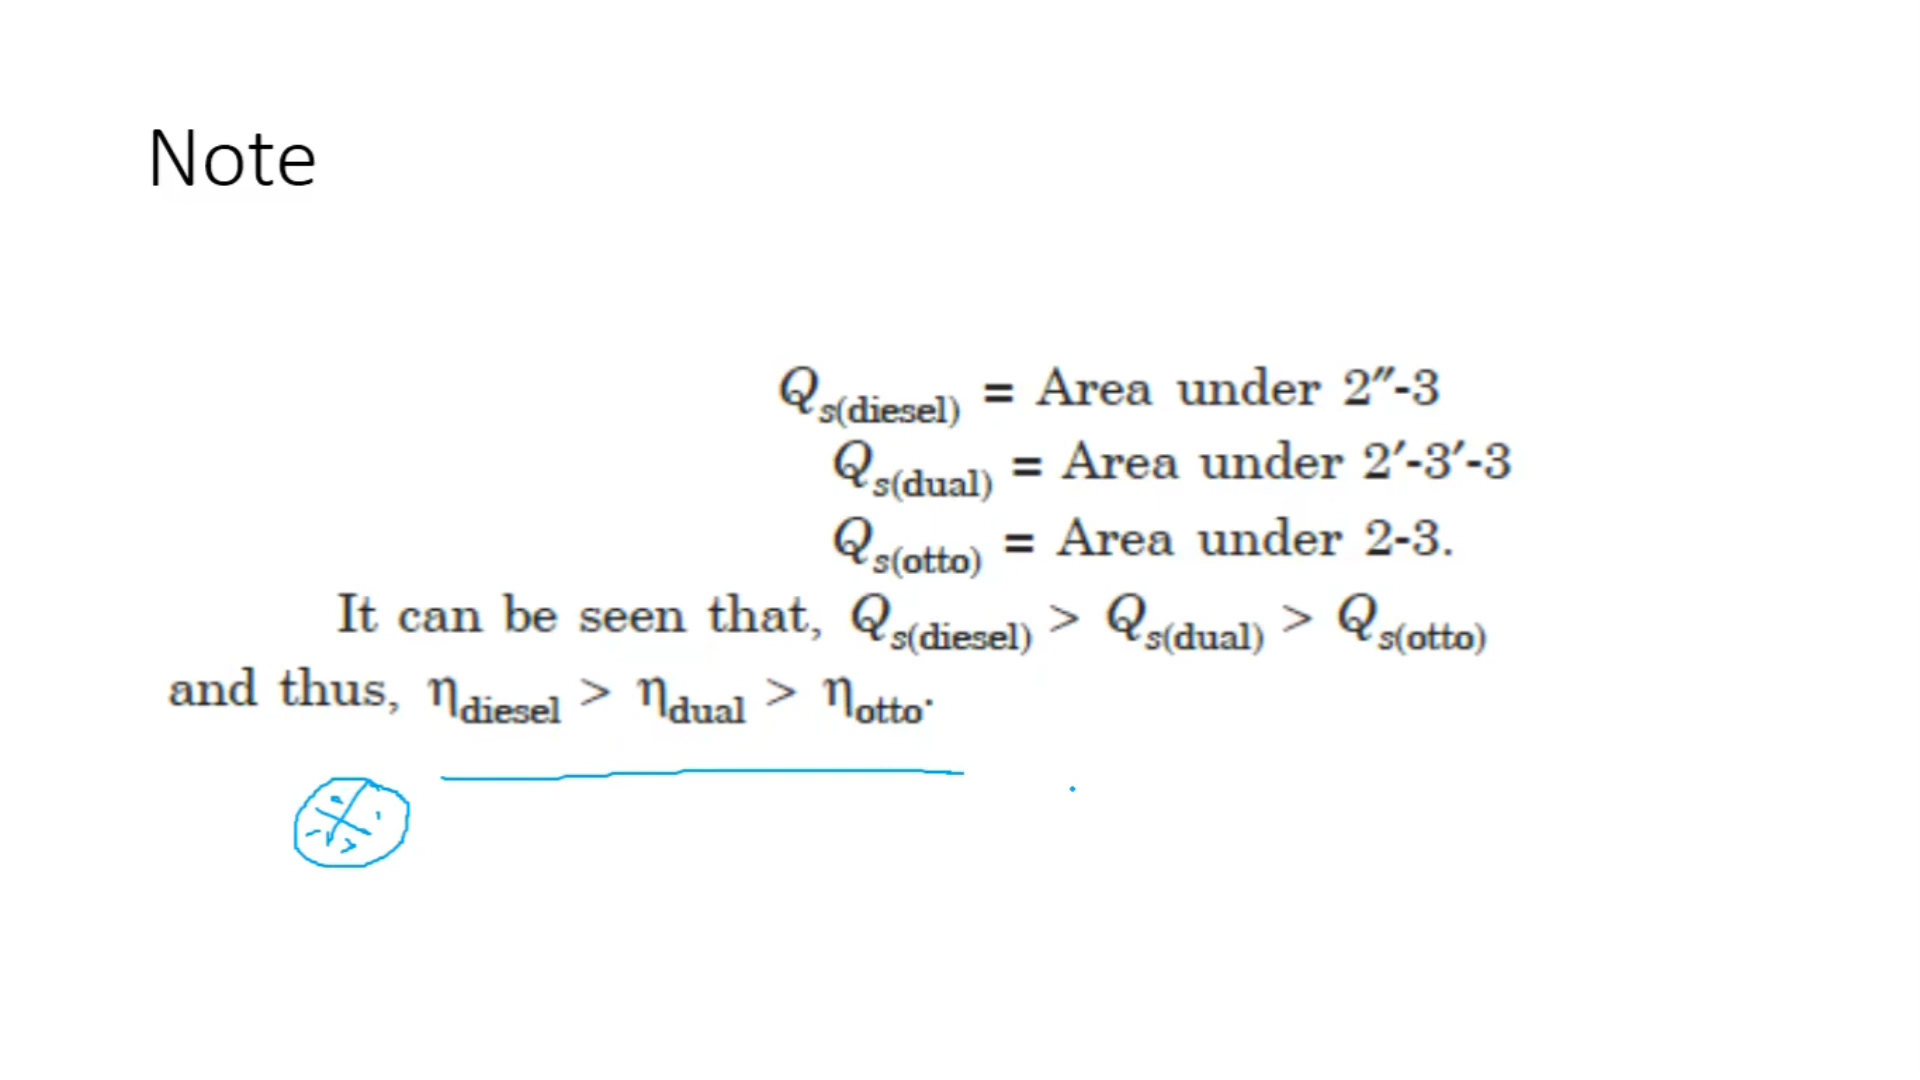 Note
Qs(diesel) = Area under 2″-3
Qs(dual) = Area under 2′-3′-3
Qs(otto) = Area under 2-3.
It can be seen that, Qs(diesel) > Qs(dual) > Qs(otto)
and thus, ηdiesel > ηdual > ηotto.